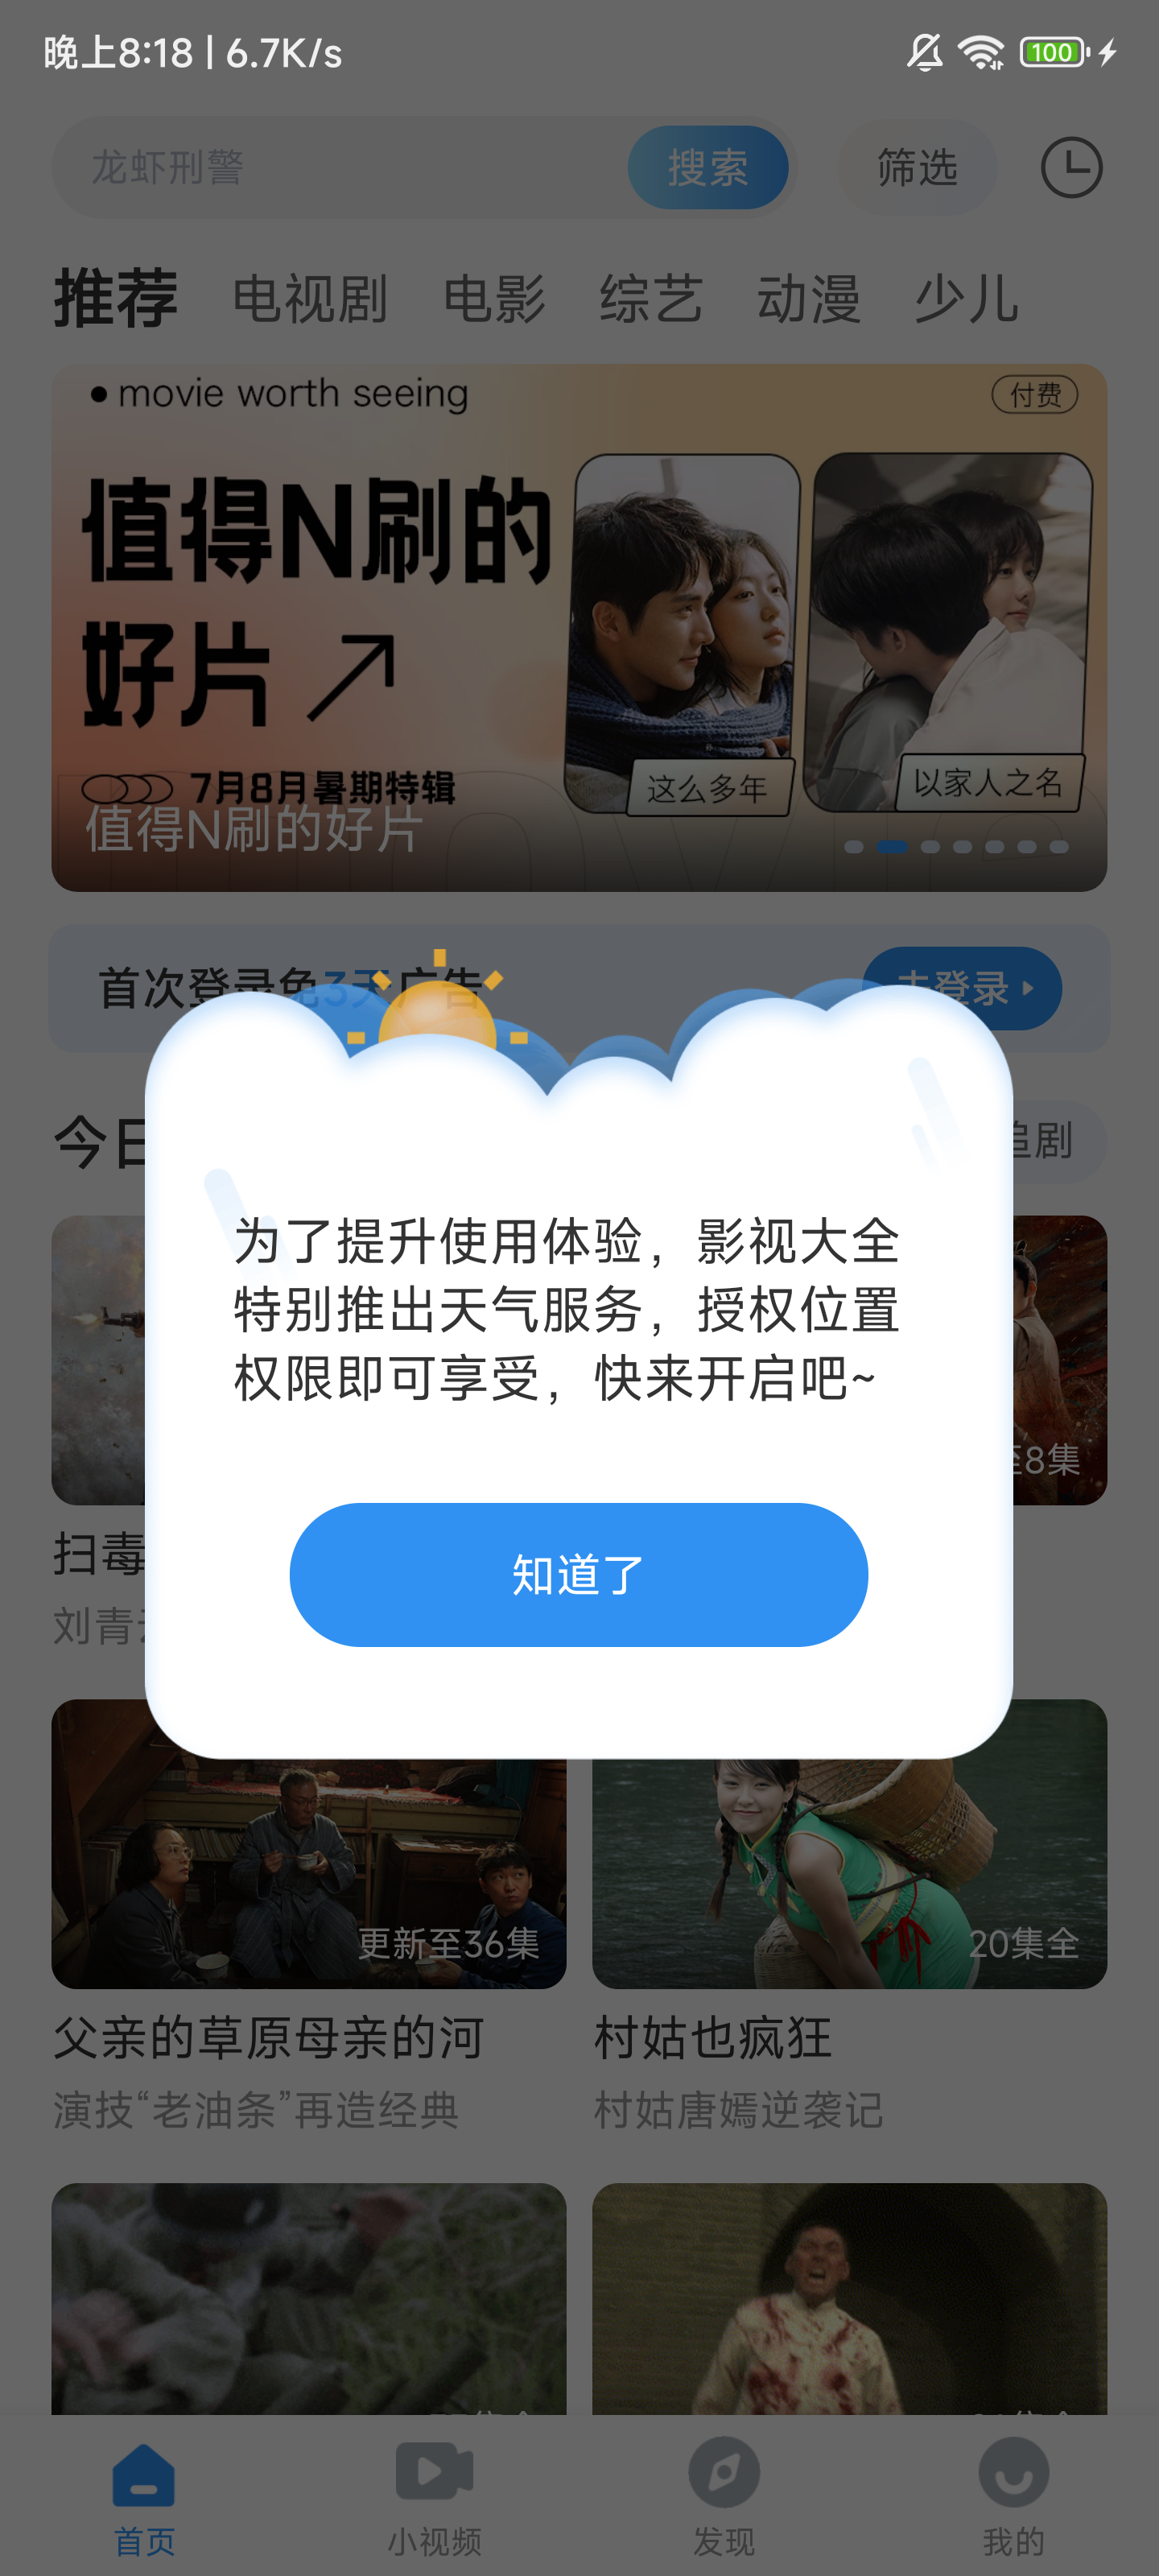 晚上8:18 | 6.7K/s
100
龙虾刑警
搜索
筛选
推荐
电视剧
电影
综艺
动漫
少儿
movie worth seeing
付费
值得N刷的
好片
这么多年
以家人之名
7月8月暑期特辑
值得N刷的好片
首次登录免3天广告
去登录
今日
追剧
为了提升使用体验，影视大全
特别推出天气服务，授权位置
权限即可享受，快来开启吧~
至8集
知道了
扫毒
刘青
更新至36集
20集全
父亲的草原母亲的河
村姑也疯狂
演技“老油条”再造经典
村姑唐嫣逆袭记
首页
小视频
发现
我的